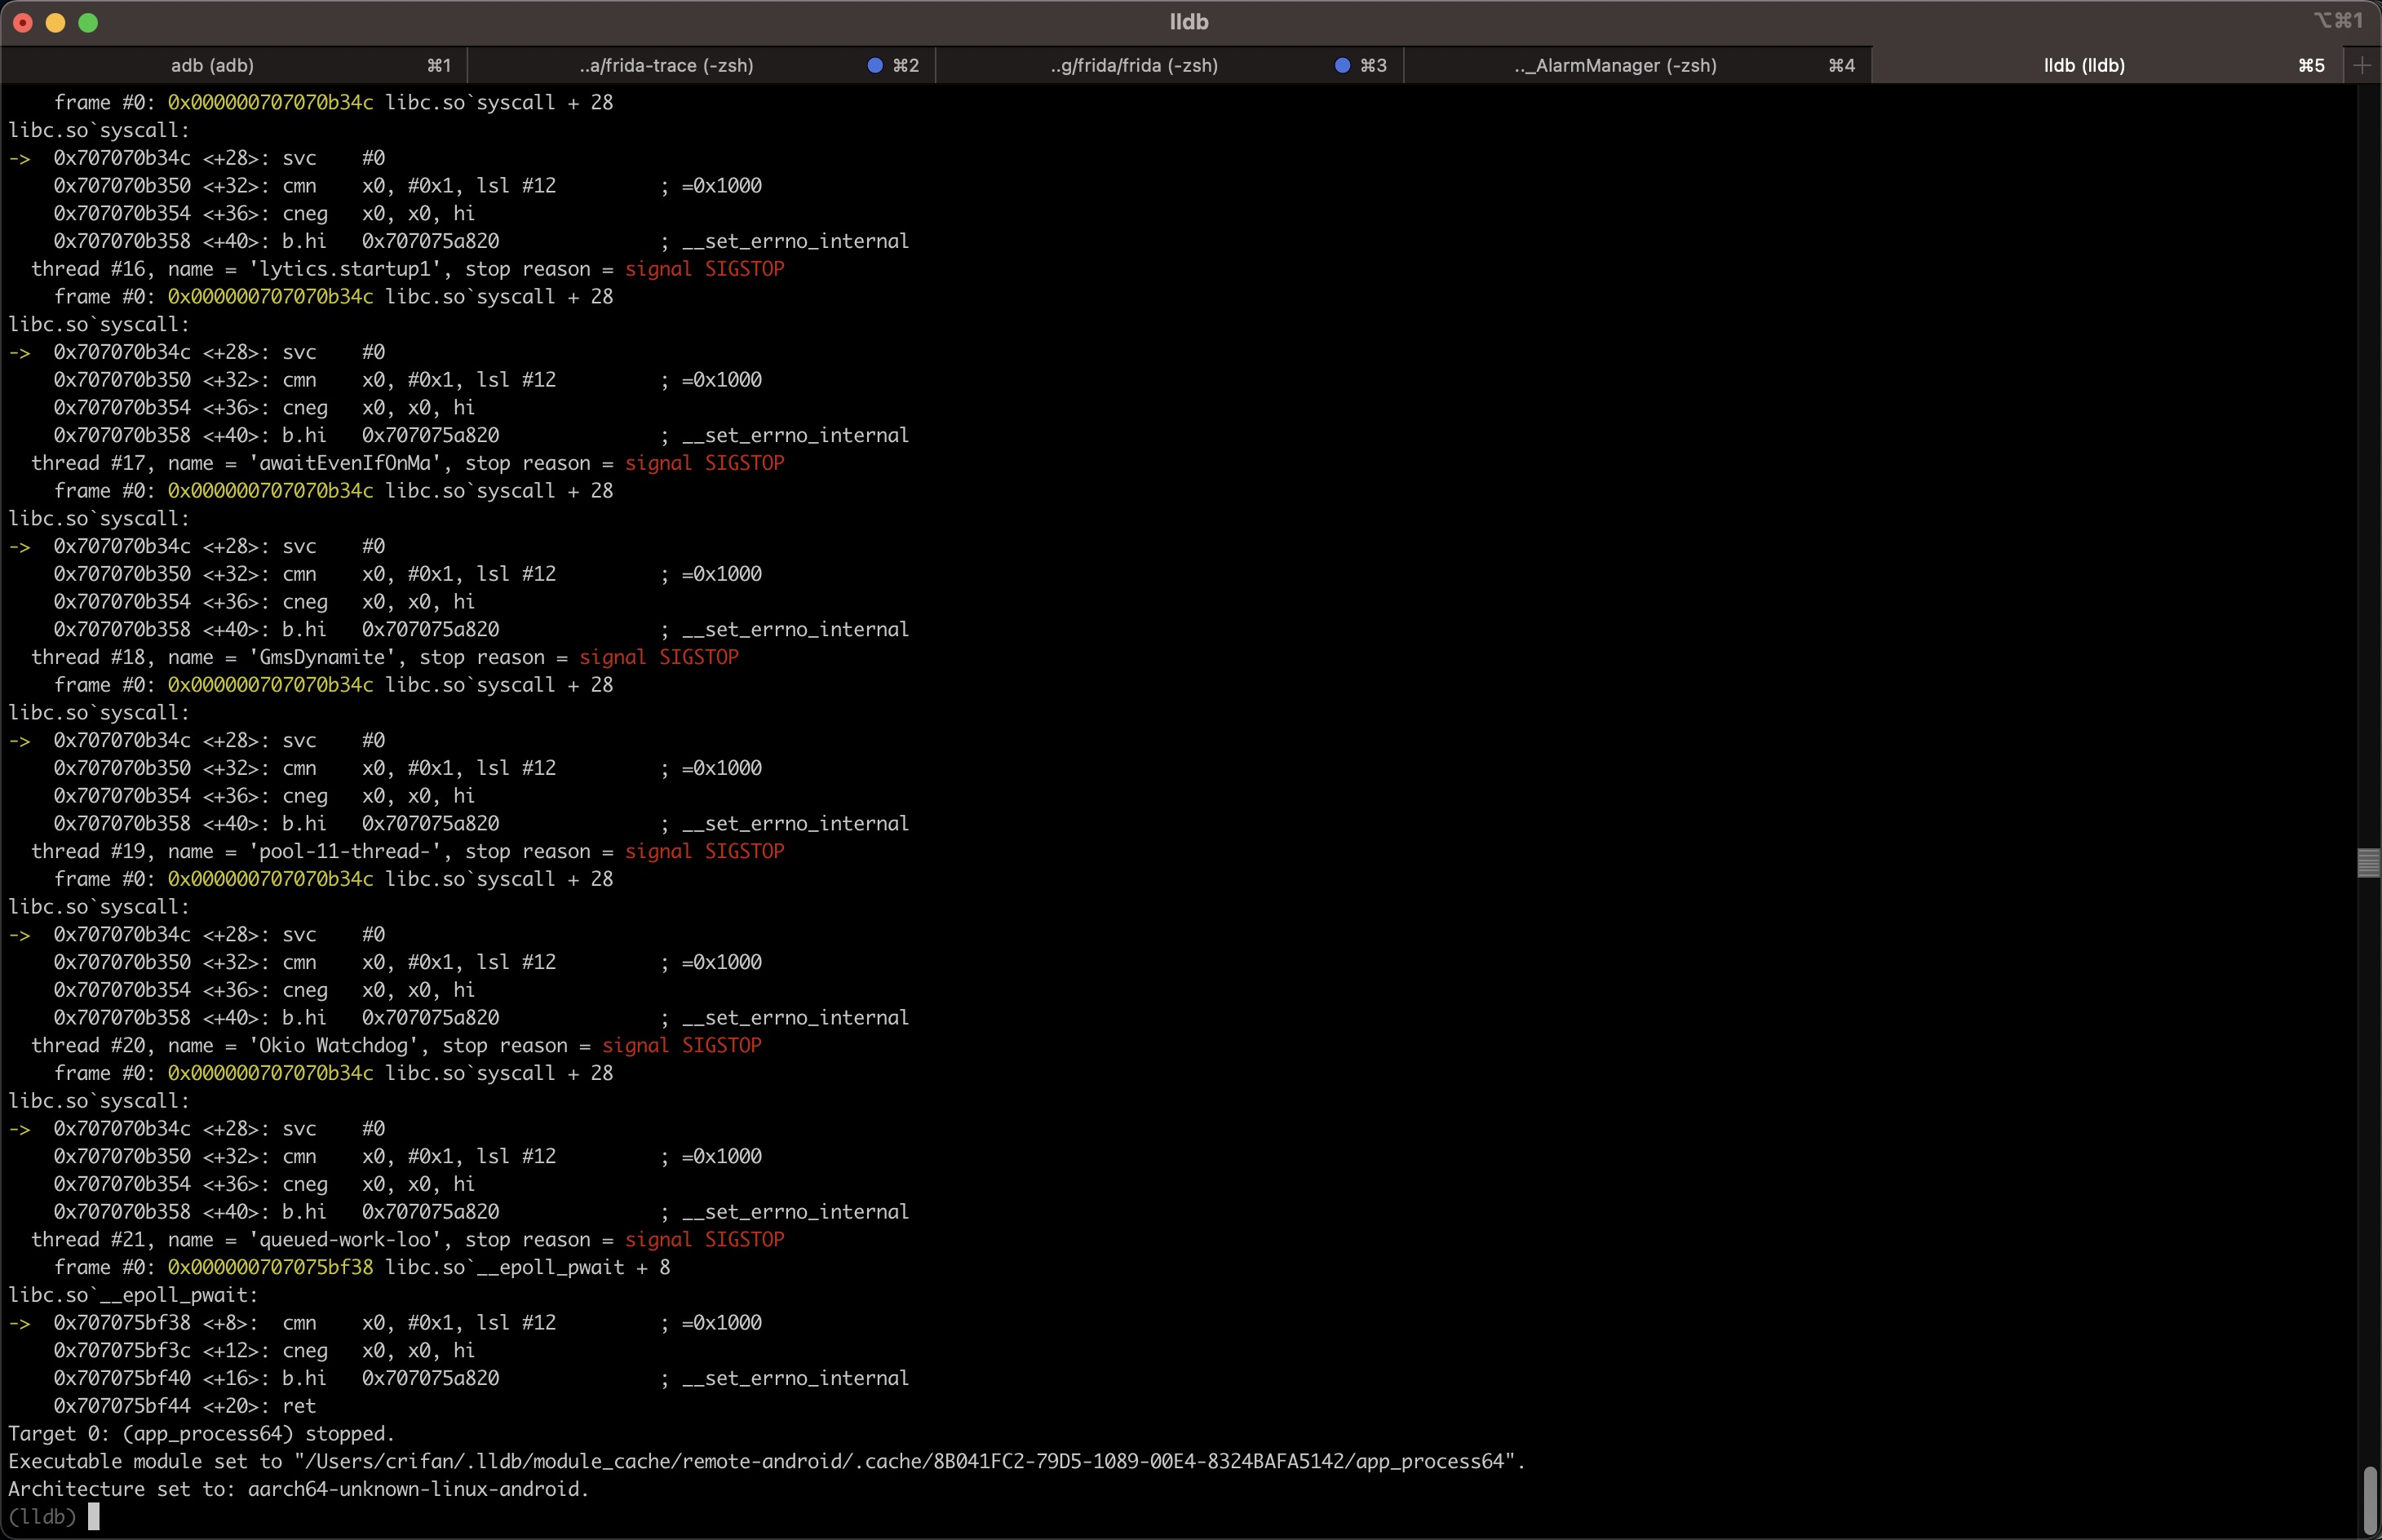 lldb
⌥⌘1
adb (adb) ⌘1 ..a/frida-trace (-zsh) ⌘2 ..g/frida/frida (-zsh) ⌘3 .._AlarmManager (-zsh) ⌘4 lldb (lldb) ⌘5 +
    frame #0: 0x000000707070b34c libc.so`syscall + 28
libc.so`syscall:
->  0x707070b34c <+28>: svc    #0
    0x707070b350 <+32>: cmn    x0, #0x1, lsl #12         ; =0x1000
    0x707070b354 <+36>: cneg   x0, x0, hi
    0x707070b358 <+40>: b.hi   0x707075a820              ; __set_errno_internal
  thread #16, name = 'lytics.startup1', stop reason = signal SIGSTOP
    frame #0: 0x000000707070b34c libc.so`syscall + 28
libc.so`syscall:
->  0x707070b34c <+28>: svc    #0
    0x707070b350 <+32>: cmn    x0, #0x1, lsl #12         ; =0x1000
    0x707070b354 <+36>: cneg   x0, x0, hi
    0x707070b358 <+40>: b.hi   0x707075a820              ; __set_errno_internal
  thread #17, name = 'awaitEvenIfOnMa', stop reason = signal SIGSTOP
    frame #0: 0x000000707070b34c libc.so`syscall + 28
libc.so`syscall:
->  0x707070b34c <+28>: svc    #0
    0x707070b350 <+32>: cmn    x0, #0x1, lsl #12         ; =0x1000
    0x707070b354 <+36>: cneg   x0, x0, hi
    0x707070b358 <+40>: b.hi   0x707075a820              ; __set_errno_internal
  thread #18, name = 'GmsDynamite', stop reason = signal SIGSTOP
    frame #0: 0x000000707070b34c libc.so`syscall + 28
libc.so`syscall:
->  0x707070b34c <+28>: svc    #0
    0x707070b350 <+32>: cmn    x0, #0x1, lsl #12         ; =0x1000
    0x707070b354 <+36>: cneg   x0, x0, hi
    0x707070b358 <+40>: b.hi   0x707075a820              ; __set_errno_internal
  thread #19, name = 'pool-11-thread-', stop reason = signal SIGSTOP
    frame #0: 0x000000707070b34c libc.so`syscall + 28
libc.so`syscall:
->  0x707070b34c <+28>: svc    #0
    0x707070b350 <+32>: cmn    x0, #0x1, lsl #12         ; =0x1000
    0x707070b354 <+36>: cneg   x0, x0, hi
    0x707070b358 <+40>: b.hi   0x707075a820              ; __set_errno_internal
  thread #20, name = 'Okio Watchdog', stop reason = signal SIGSTOP
    frame #0: 0x000000707070b34c libc.so`syscall + 28
libc.so`syscall:
->  0x707070b34c <+28>: svc    #0
    0x707070b350 <+32>: cmn    x0, #0x1, lsl #12         ; =0x1000
    0x707070b354 <+36>: cneg   x0, x0, hi
    0x707070b358 <+40>: b.hi   0x707075a820              ; __set_errno_internal
  thread #21, name = 'queued-work-loo', stop reason = signal SIGSTOP
    frame #0: 0x000000707075bf38 libc.so`__epoll_pwait + 8
libc.so`__epoll_pwait:
->  0x707075bf38 <+8>:  cmn    x0, #0x1, lsl #12         ; =0x1000
    0x707075bf3c <+12>: cneg   x0, x0, hi
    0x707075bf40 <+16>: b.hi   0x707075a820              ; __set_errno_internal
    0x707075bf44 <+20>: ret
Target 0: (app_process64) stopped.
Executable module set to "/Users/crifan/.lldb/module_cache/remote-android/.cache/8B041FC2-79D5-1089-00E4-8324BAFA5142/app_process64".
Architecture set to: aarch64-unknown-linux-android.
(lldb)